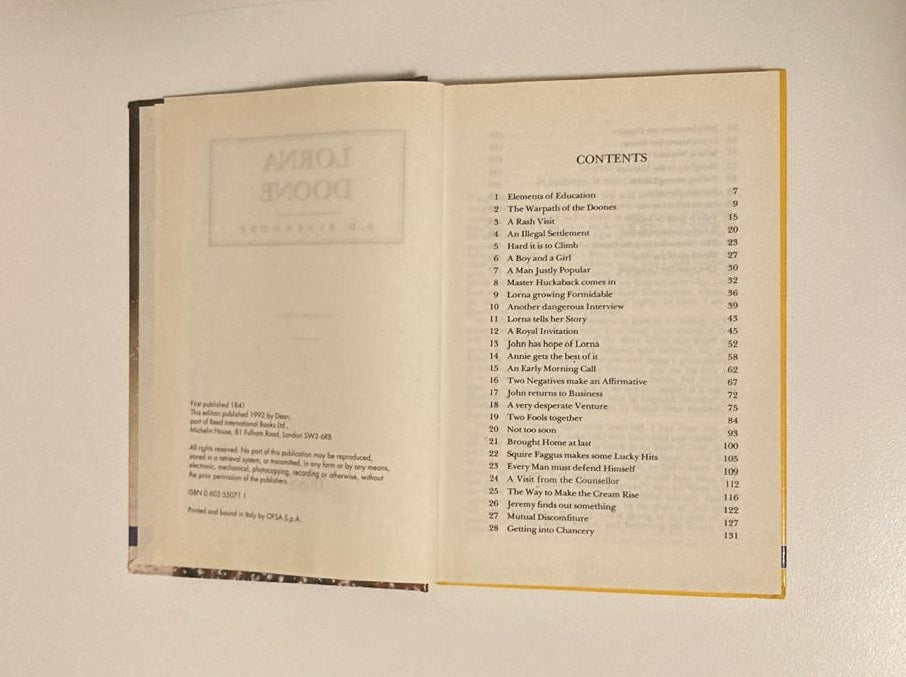 First published 1841
This edition published 1992 by Dean,
part of Reed International Books Ltd.,
Michelin House, 81 Fulham Road, London SW3 6RB
All rights reserved. No part of this publication may be reproduced,
stored in a retrieval system, or transmitted, in any form or by any means,
electronic, mechanical, photocopying, recording or otherwise, without
the prior permission of the publishers.
ISBN 0 603 55071 1
Printed and bound in Italy by OFSA S.p.A.
CONTENTS
1 Elements of Education 7
2 The Warpath of the Doones 9
3 A Rash Visit 15
4 An Illegal Settlement 20
5 Hard it is to Climb 23
6 A Boy and a Girl 27
7 A Man Justly Popular 30
8 Master Huckaback comes in 32
9 Lorna growing Formidable 36
10 Another dangerous Interview 39
11 Lorna tells her Story 43
12 A Royal Invitation 45
13 John has hope of Lorna 52
14 Annie gets the best of it 58
15 An Early Morning Call 62
16 Two Negatives make an Affirmative 67
17 John returns to Business 72
18 A very desperate Venture 75
19 Two Fools together 84
20 Not too soon 93
21 Brought Home at last 100
22 Squire Faggus makes some Lucky Hits 105
23 Every Man must defend Himself 109
24 A Visit from the Counsellor 112
25 The Way to Make the Cream Rise 116
26 Jeremy finds out something 122
27 Mutual Discomfiture 127
28 Getting into Chancery 131
LORNA
DOONE
R.D. BLACKMORE